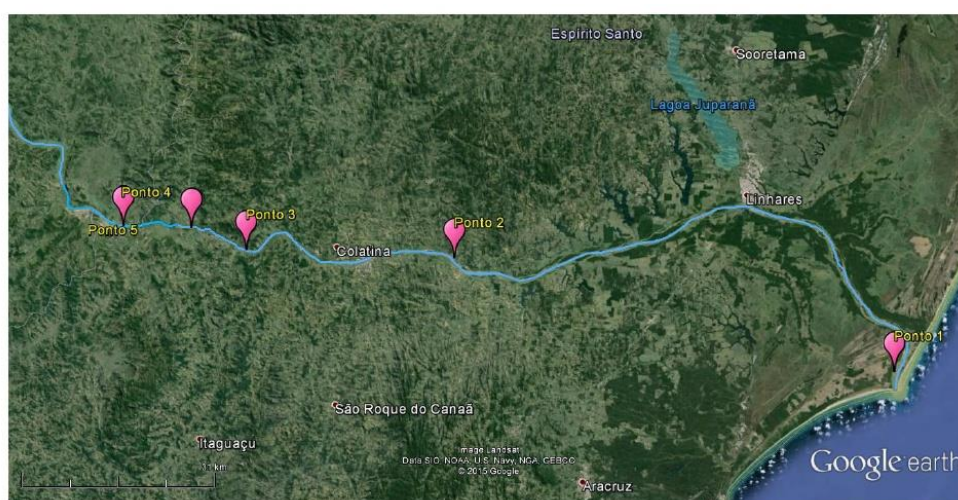 Espírito Santo
Sooretama
Lagoa Juparanã
Linhares
Ponto 4
Ponto 5
Ponto 3
Ponto 2
Colatina
Ponto 1
São Roque do Canaã
Itaguaçu
Image Landsat
Data SIO, NOAA, U.S. Navy, NGA, GEBCO
© 2015 Google
Google earth
Aracruz